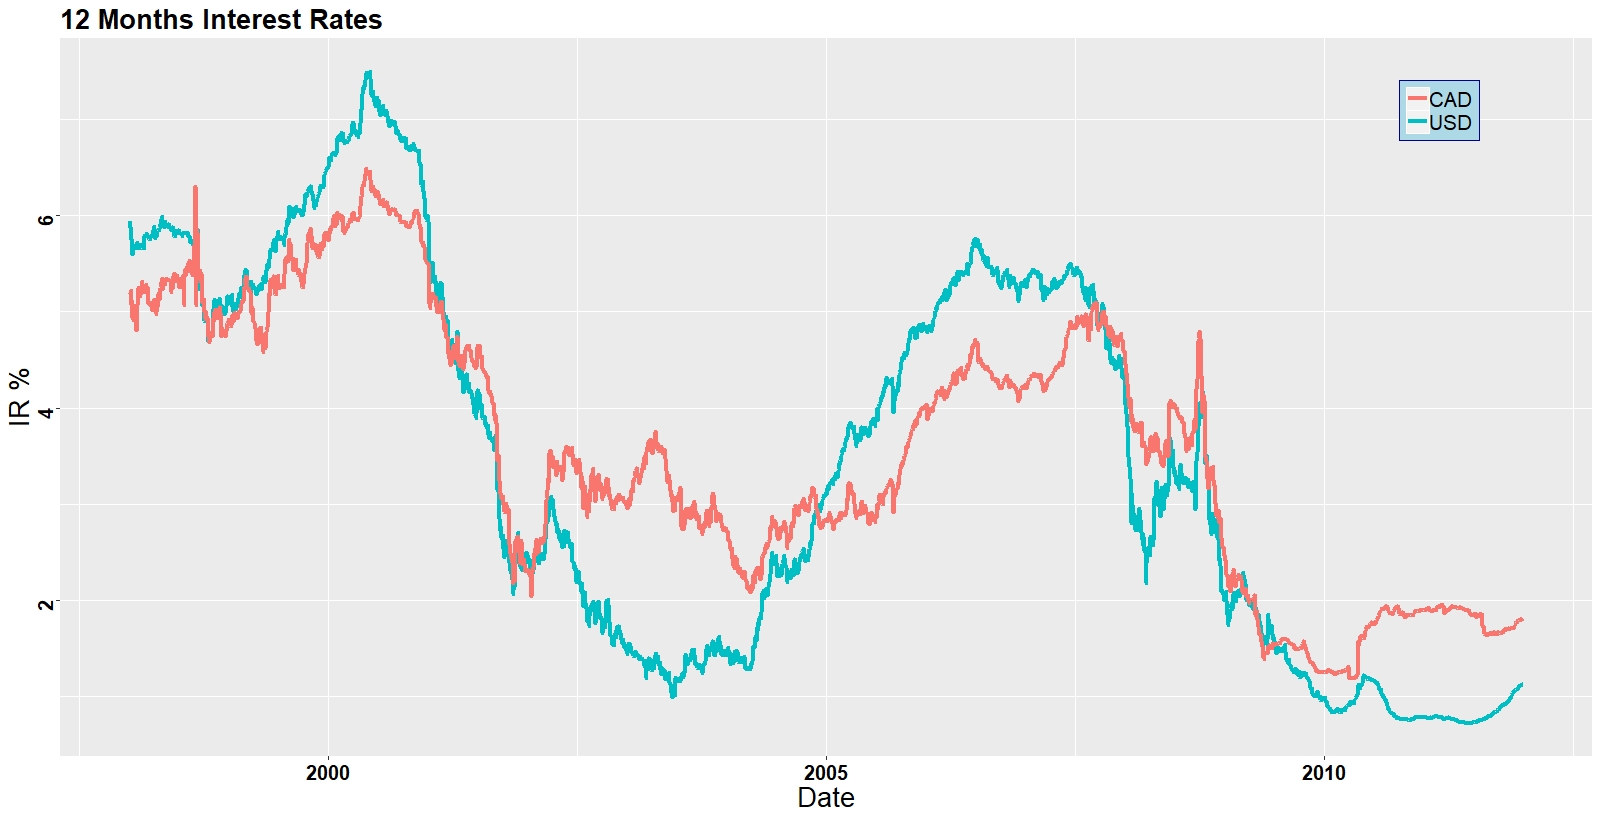 12 Months Interest Rates
CAD
USD
6
4
2
IR %
2000
2005
2010
Date